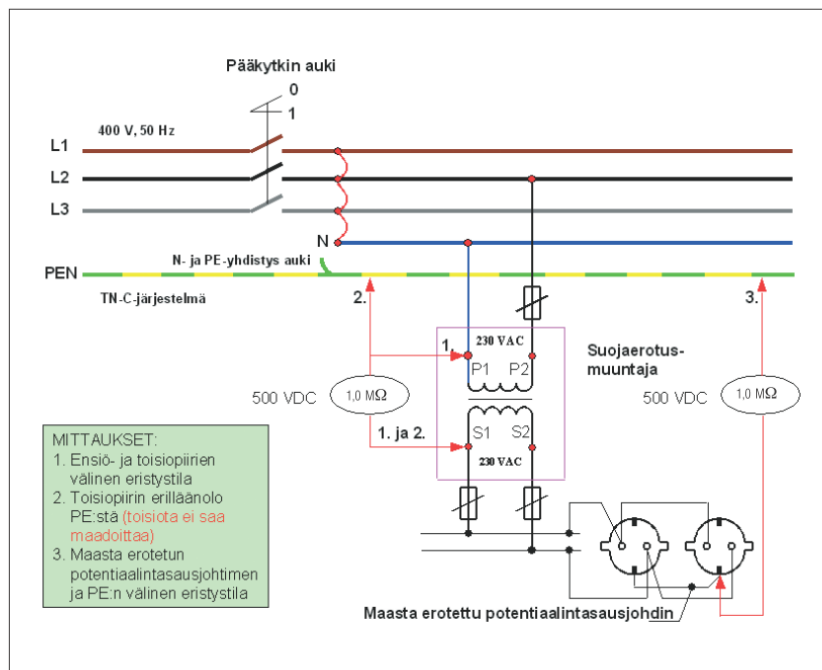 Pääkytkin auki
0
1
400 V, 50 Hz
L1
L2
L3
N
N- ja PE-yhdistys auki
PEN
TN-C-järjestelmä
2.
3.
1.
230 VAC
P1 P2
Suojaerotus-
muuntaja
500 VDC
1,0 MΩ
500 VDC
1,0 MΩ
1. ja 2.
S1 S2
230 VAC
MITTAUKSET:
1. Ensiö- ja toisiopiirien
välinen eristystila
2. Toisiopiirin erilläänolo
PE:stä (toisiota ei saa
maadoittaa)
3. Maasta erotetun
potentiaalintasausjohtimen
ja PE:n välinen eristystila
Maasta erotettu potentiaalintasausjohdin